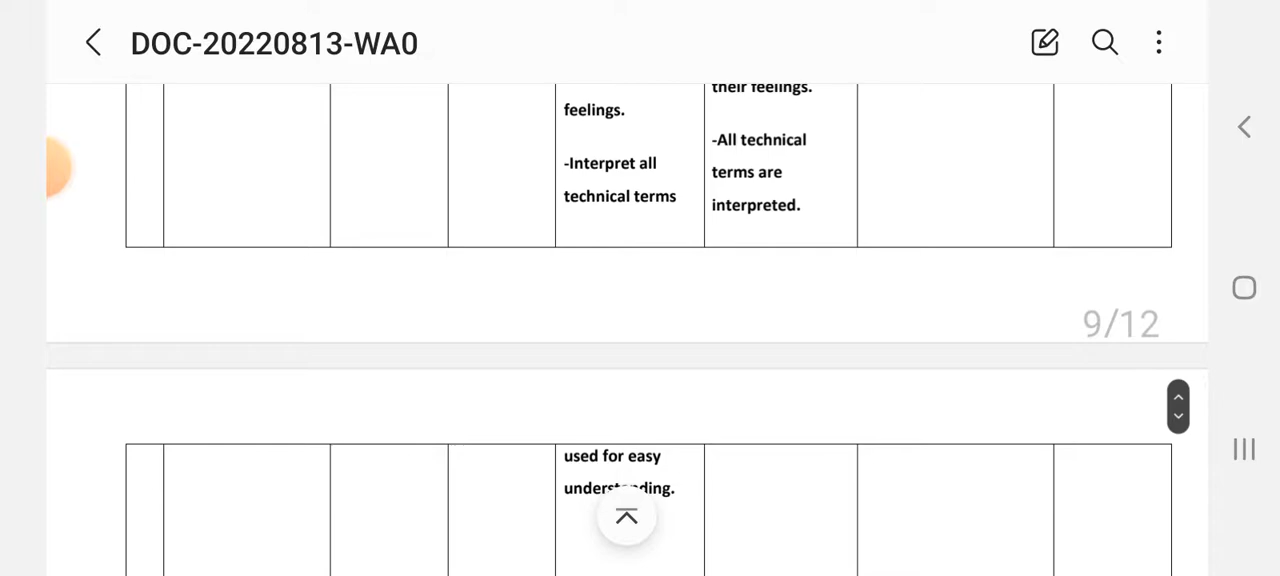 DOC-20220813-WA0
feelings.
-Interpret all
technical terms
their feelings.
-All technical
terms are
interpreted.
9/12
used for easy
understanding.